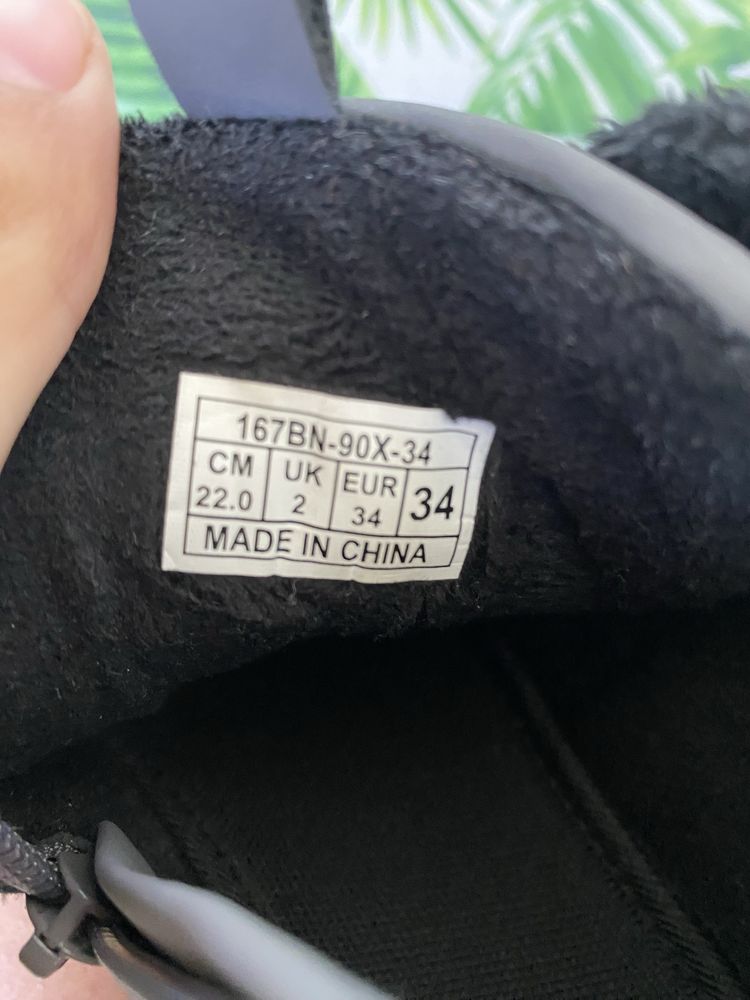 167BN-90X-34
CM UK EUR 34
22.0 2 34
MADE IN CHINA